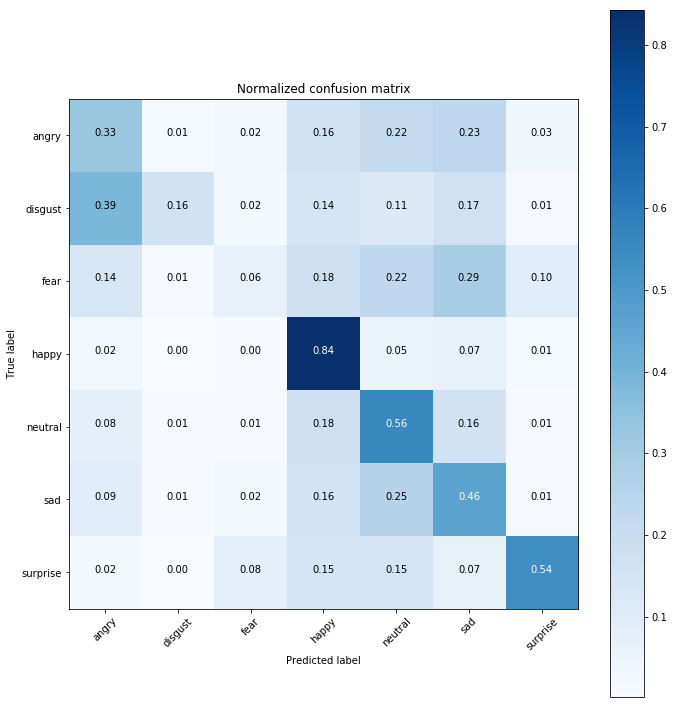 Normalized confusion matrix
angry 0.33 0.01 0.02 0.16 0.22 0.23 0.03
disgust 0.39 0.16 0.02 0.14 0.11 0.17 0.01
fear 0.14 0.01 0.06 0.18 0.22 0.29 0.10
happy 0.02 0.00 0.00 0.84 0.05 0.07 0.01
neutral 0.08 0.01 0.01 0.18 0.56 0.16 0.01
sad 0.09 0.01 0.02 0.16 0.25 0.46 0.01
surprise 0.02 0.00 0.08 0.15 0.15 0.07 0.54
True label
angry disgust fear happy neutral sad surprise
Predicted label
0.8
0.7
0.6
0.5
0.4
0.3
0.2
0.1